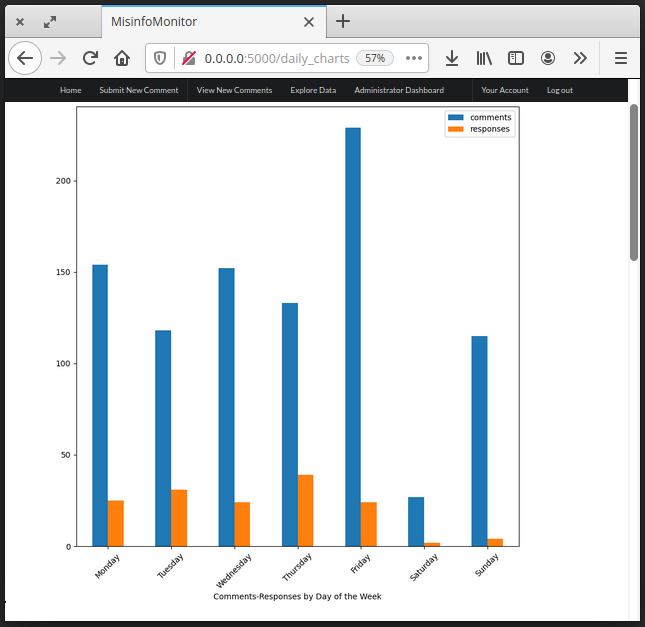 MisinfoMonitor
0.0.0.0:5000/daily_charts 57%
Home Submit New Comment View New Comments Explore Data Administrator Dashboard Your Account Log out
comments
responses
200
150
100
50
0
Monday Tuesday Wednesday Thursday Friday Saturday Sunday
Comments-Responses by Day of the Week